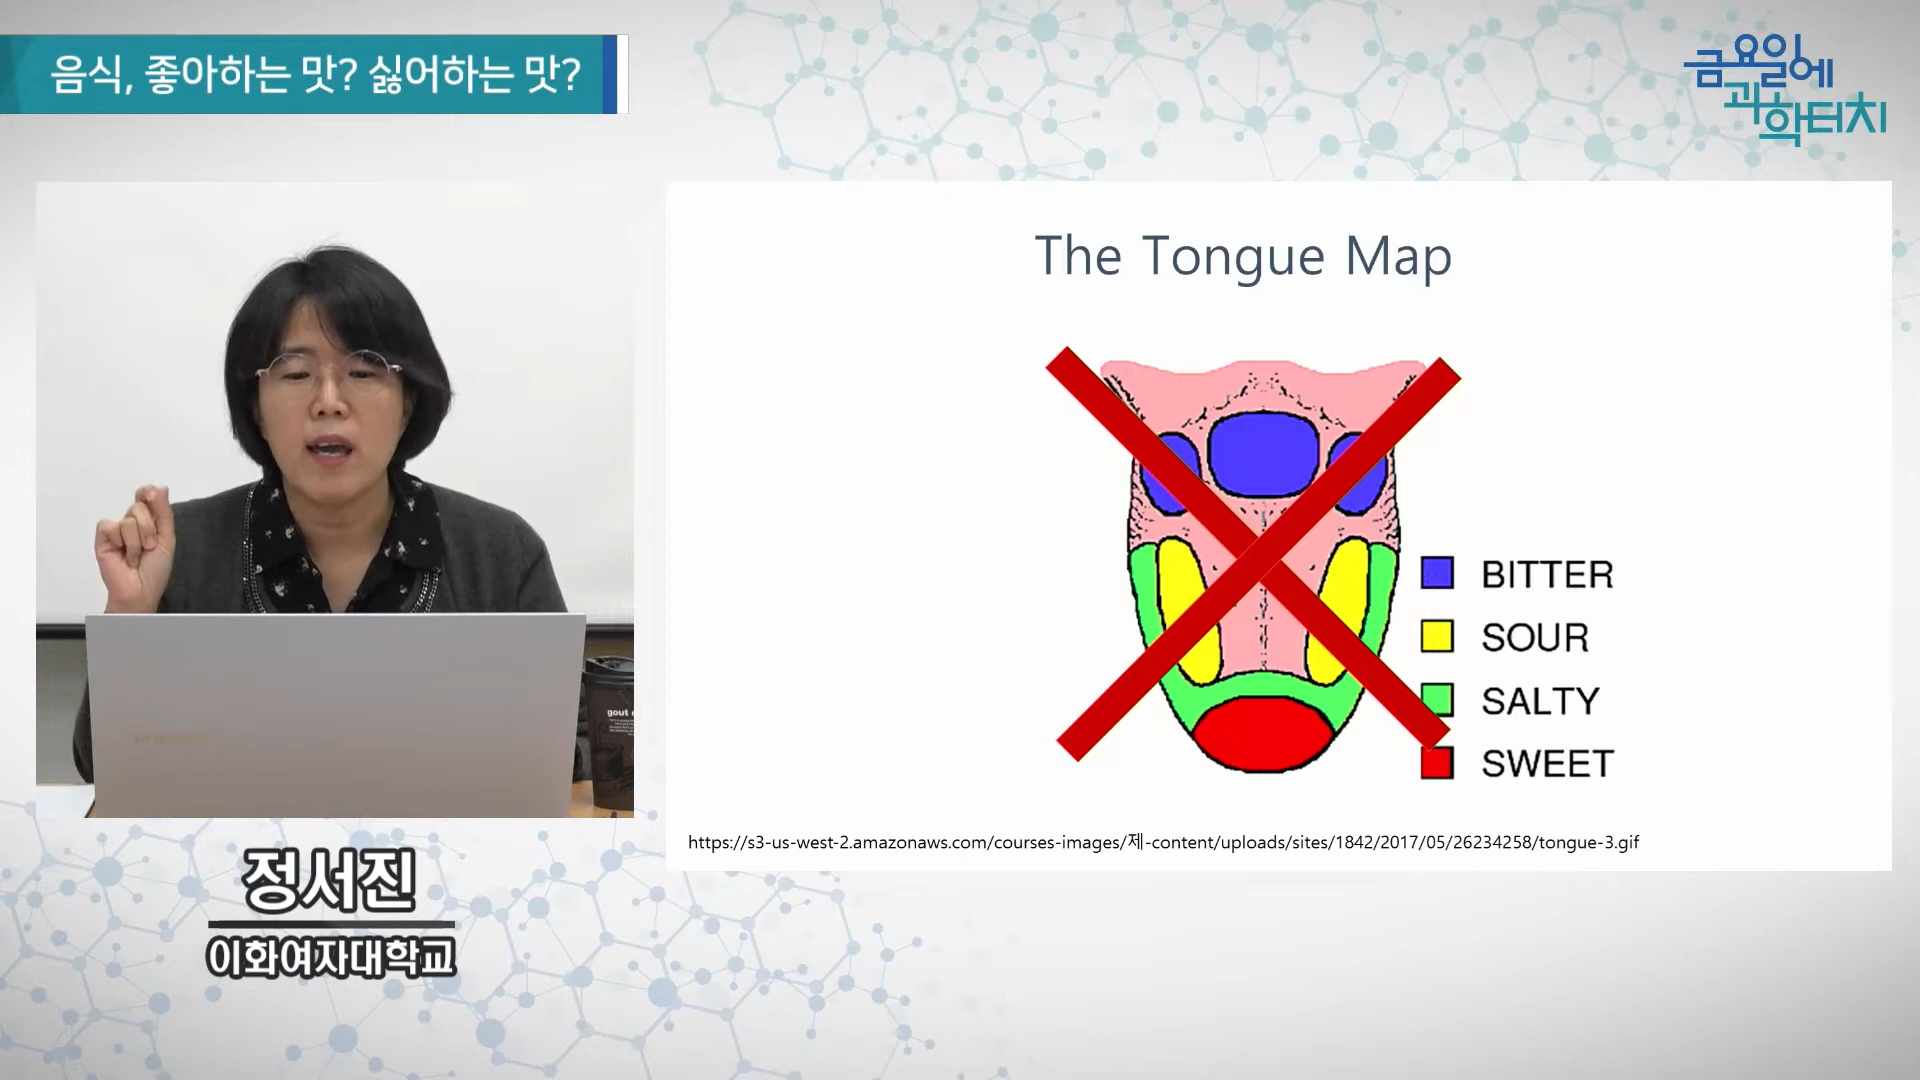 음식, 좋아하는 맛? 싫어하는 맛?
금요일에
과학터치
The Tongue Map
BITTER
SOUR
SALTY
SWEET
https://s3-us-west-2.amazonaws.com/courses-images/제-content/uploads/sites/1842/2017/05/26234258/tongue-3.gif
정서진
이화여자대학교